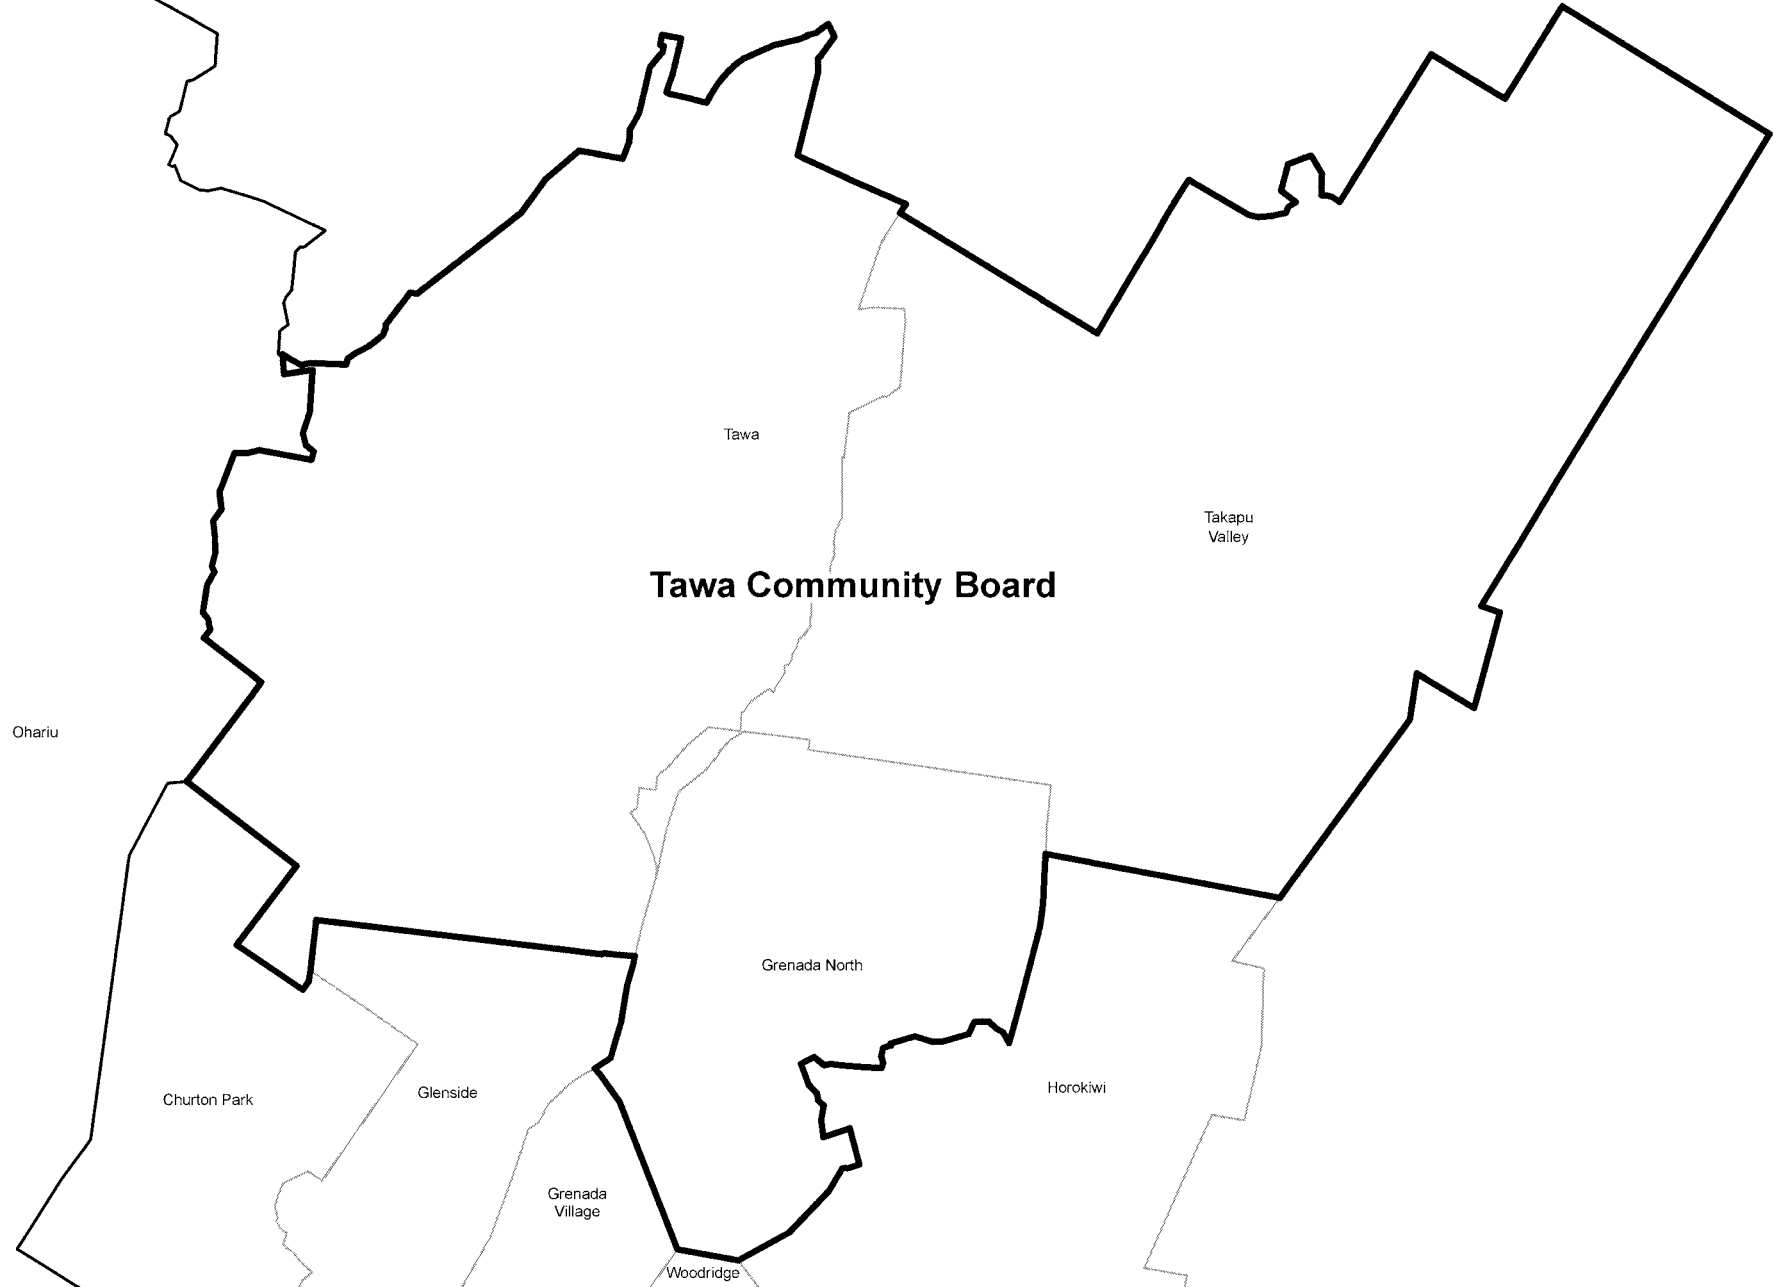 Tawa
Takapu
Valley
Tawa Community Board
Ohariu
Grenada North
Horokiwi
Glenside
Churton Park
Grenada
Village
Woodridge